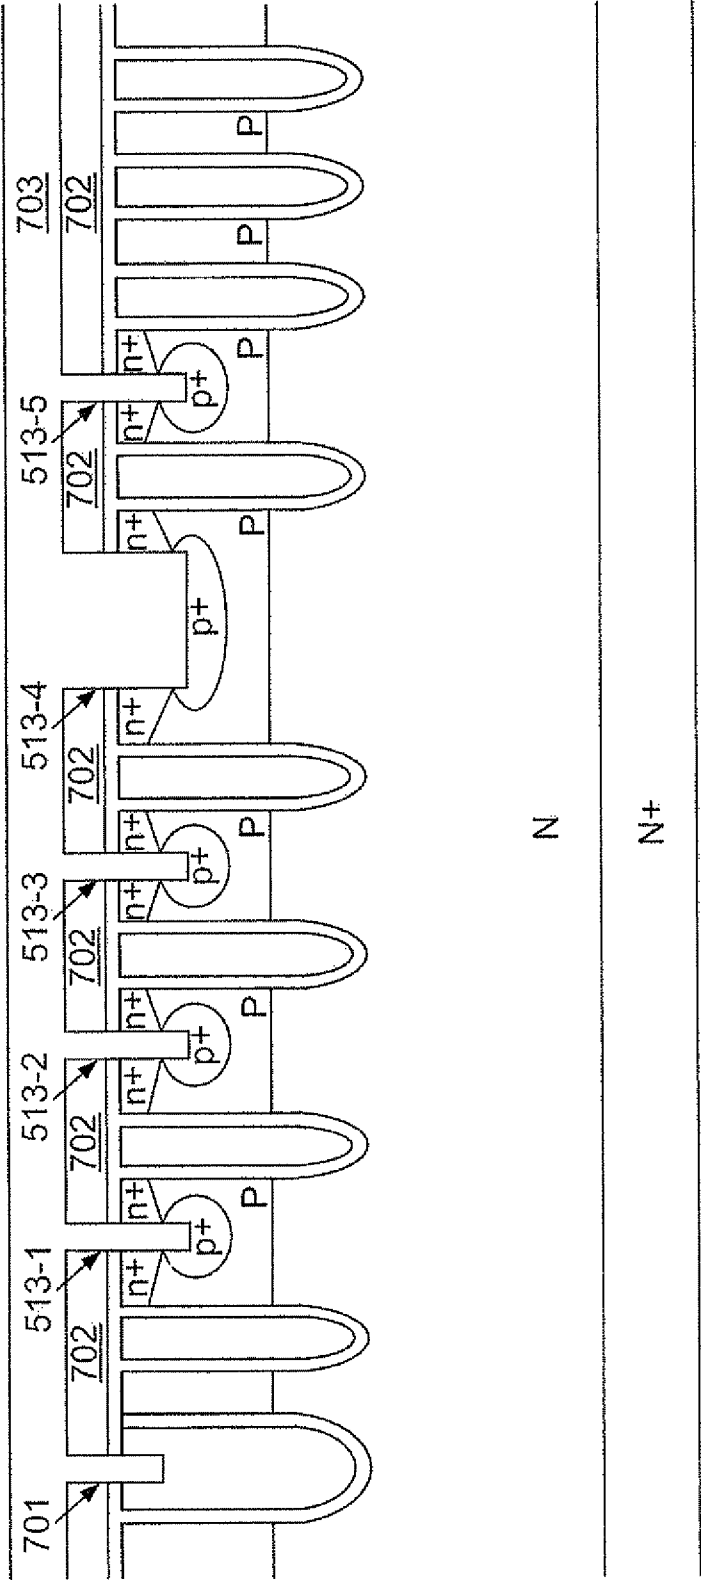 701 513-1 513-2 513-3 513-4 513-5 703
702 702 702 702 702 702
n+ n+ n+ n+ n+ n+ n+ n+ n+ n+
p+ p+ p+ p+ p+
P P P P P P P
N
N+